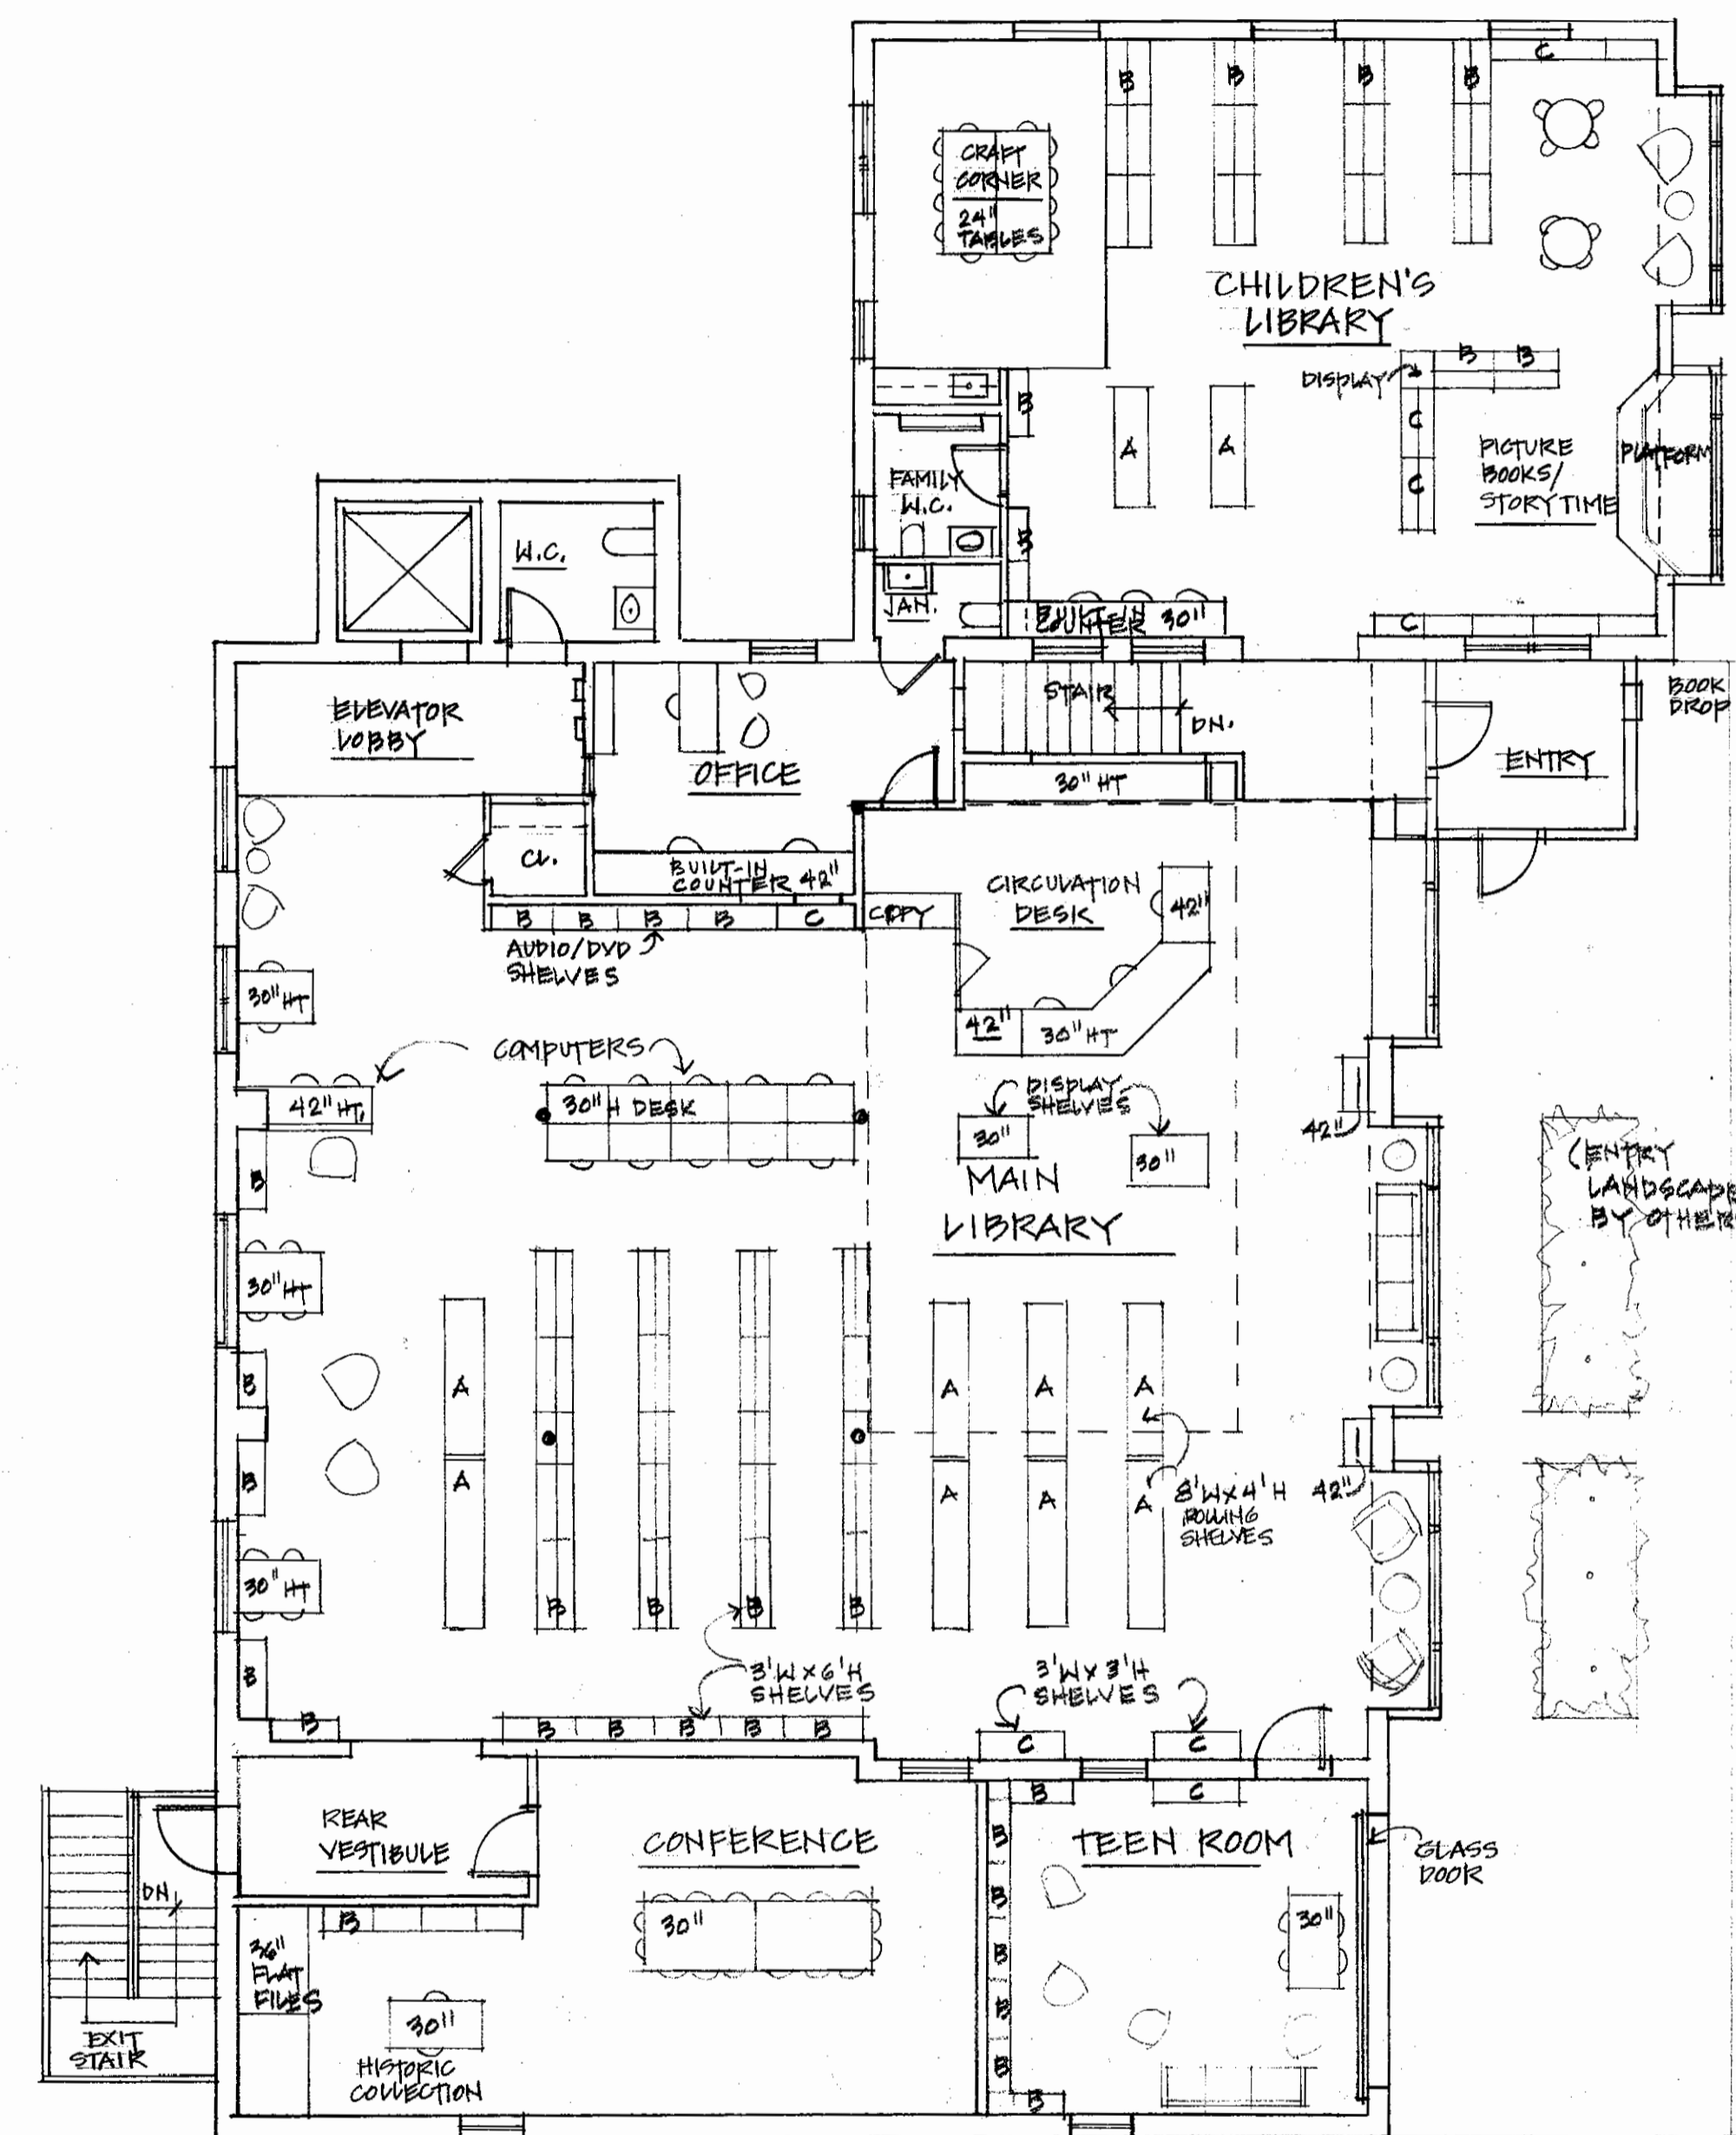 C
B
B
B
B
CRAFT
CORNER
24"
TABLES
CHILDREN'S
LIBRARY
B
B
DISPLAY
B
C
C
A
A
PICTURE
BOOKS/
STORYTIME
PLATFORM
FAMILY
W.C.
B
W.C.
JAN.
BUILT-IN
COUNTER 30"
C
ELEVATOR
LOBBY
OFFICE
STAIR
DN.
ENTRY
BOOK
DROP
30" HT
CL.
BUILT-IN
COUNTER 42"
B
B
B
B
C
COPY
CIRCULATION
DESK
42"
AUDIO/DVD
SHELVES
30" HT
42"
30" HT
COMPUTERS
42" HT.
30" H DESK
DISPLAY
SHELVES
30"
30"
42"
MAIN
LIBRARY
(ENTRY
LANDSCAPE
BY OTHER
B
30" HT
B
A
A
A
A
B
A
A
A
A
8'W X 4'H
ROLLING
SHELVES
42"
30" HT
B
B
B
B
B
3'W X 6'H
SHELVES
3'W X 3'H
SHELVES
B
B
B
B
B
B
C
C
REAR
VESTIBULE
CONFERENCE
B
C
TEEN ROOM
GLASS
DOOR
B
B
B
B
B
B
DN
B
30"
30"
36"
FLAT
FILES
30"
EXIT
STAIR
HISTORIC
COLLECTION